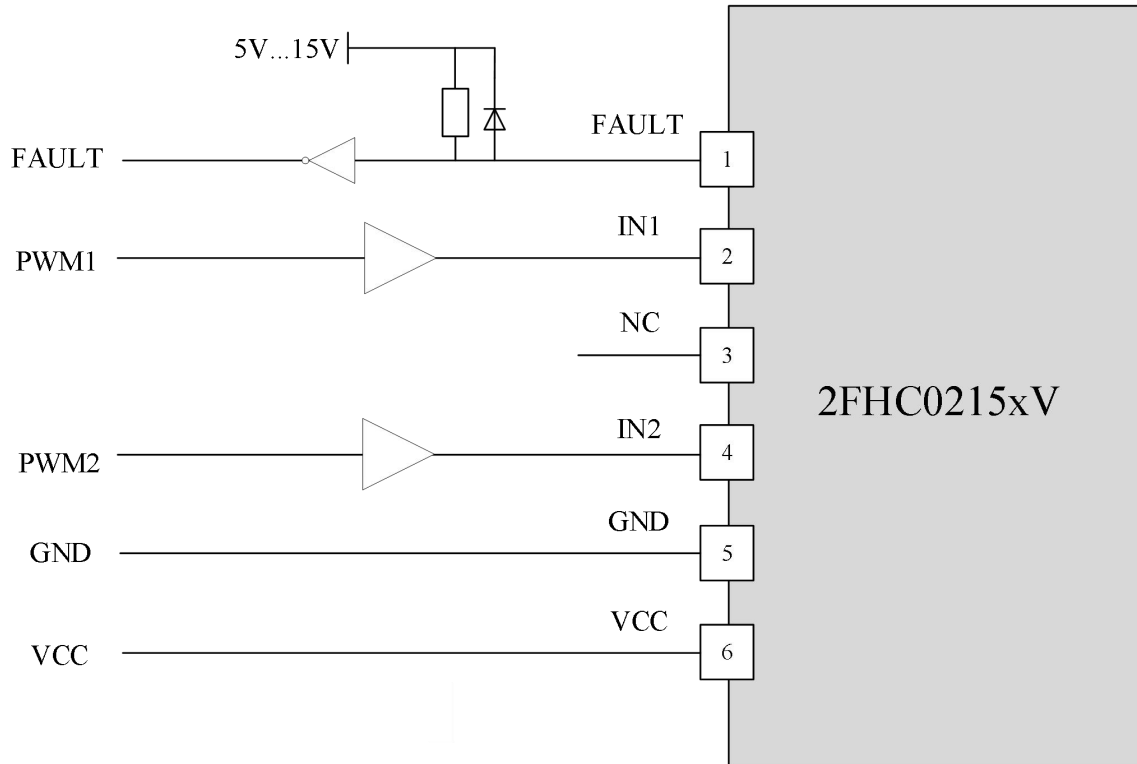 5V...15V
FAULT
FAULT
1
PWM1
IN1
2
NC
3
2FHC0215xV
PWM2
IN2
4
GND
GND
5
VCC
VCC
6